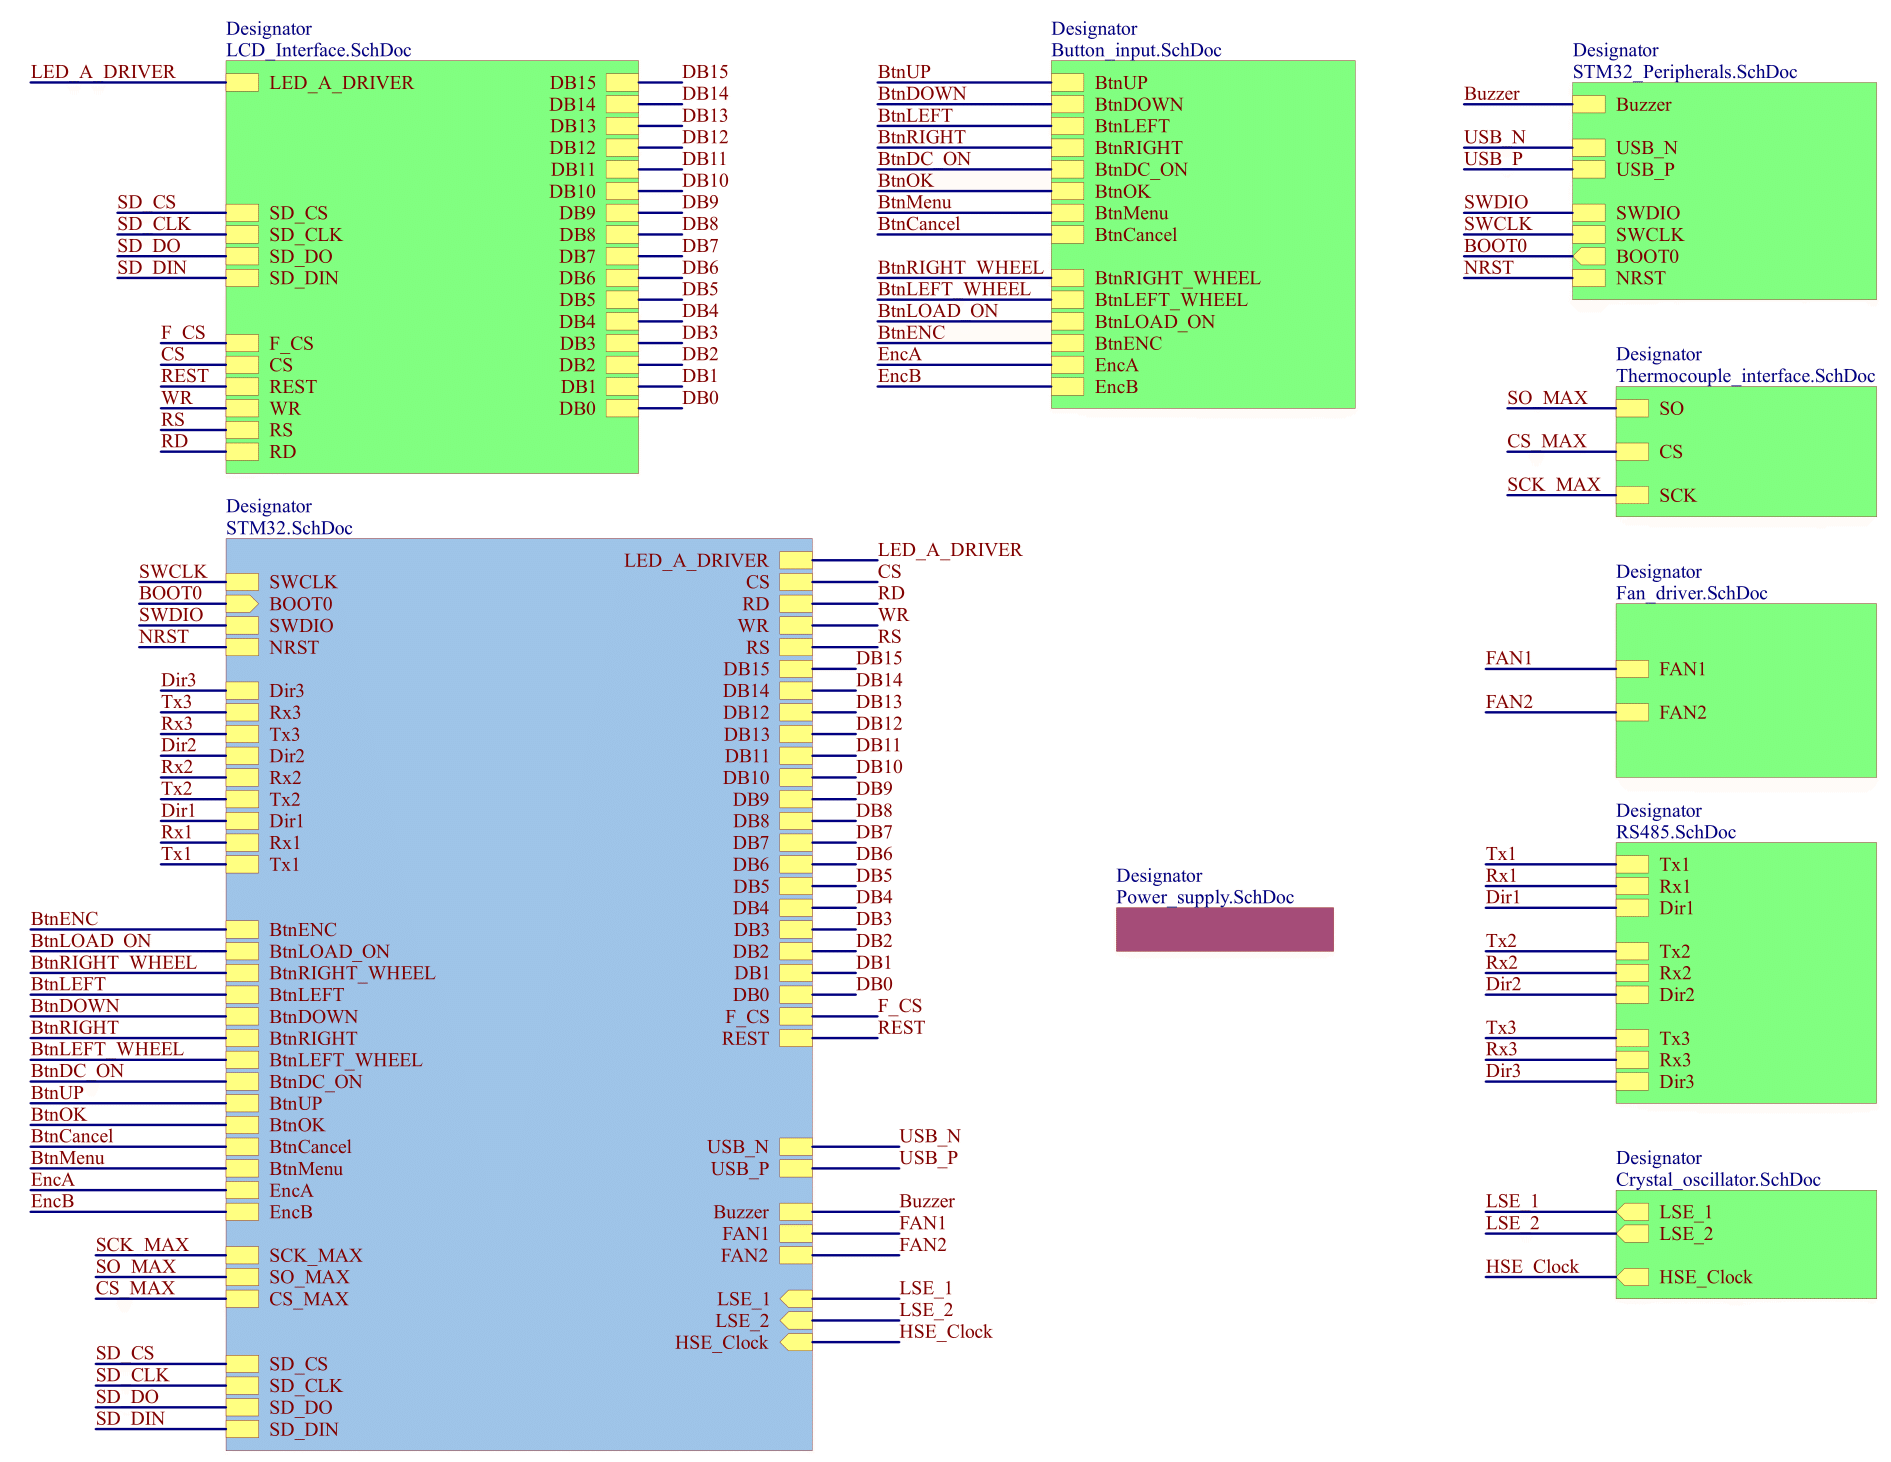 Designator
LCD_Interface.SchDoc
LED_A_DRIVER
LED_A_DRIVER
SD_CS
SD_CS
SD_CLK
SD_CLK
SD_DO
SD_DO
SD_DIN
SD_DIN
F_CS
F_CS
CS
CS
REST
REST
WR
WR
RS
RS
RD
RD
DB15
DB15
DB14
DB14
DB13
DB13
DB12
DB12
DB11
DB11
DB10
DB10
DB9
DB9
DB8
DB8
DB7
DB7
DB6
DB6
DB5
DB5
DB4
DB4
DB3
DB3
DB2
DB2
DB1
DB1
DB0
DB0
Designator
Button_input.SchDoc
BtnUP
BtnUP
BtnDOWN
BtnDOWN
BtnLEFT
BtnLEFT
BtnRIGHT
BtnRIGHT
BtnDC_ON
BtnDC_ON
BtnOK
BtnOK
BtnMenu
BtnMenu
BtnCancel
BtnCancel
BtnRIGHT_WHEEL
BtnRIGHT_WHEEL
BtnLEFT_WHEEL
BtnLEFT_WHEEL
BtnLOAD_ON
BtnLOAD_ON
BtnENC
BtnENC
EncA
EncA
EncB
EncB
Designator
STM32_Peripherals.SchDoc
Buzzer
Buzzer
USB_N
USB_N
USB_P
USB_P
SWDIO
SWDIO
SWCLK
SWCLK
BOOT0
BOOT0
NRST
NRST
Designator
Thermocouple_interface.SchDoc
SO_MAX
SO
CS_MAX
CS
SCK_MAX
SCK
Designator
STM32.SchDoc
SWCLK
SWCLK
BOOT0
BOOT0
SWDIO
SWDIO
NRST
NRST
Dir3
Dir3
Tx3
Rx3
Rx3
Tx3
Dir2
Dir2
Rx2
Rx2
Tx2
Tx2
Dir1
Dir1
Rx1
Rx1
Tx1
Tx1
BtnENC
BtnENC
BtnLOAD_ON
BtnLOAD_ON
BtnRIGHT_WHEEL
BtnRIGHT_WHEEL
BtnLEFT
BtnLEFT
BtnDOWN
BtnDOWN
BtnRIGHT
BtnRIGHT
BtnLEFT_WHEEL
BtnLEFT_WHEEL
BtnDC_ON
BtnDC_ON
BtnUP
BtnUP
BtnOK
BtnOK
BtnCancel
BtnCancel
BtnMenu
BtnMenu
EncA
EncA
EncB
EncB
SCK_MAX
SCK_MAX
SO_MAX
SO_MAX
CS_MAX
CS_MAX
SD_CS
SD_CS
SD_CLK
SD_CLK
SD_DO
SD_DO
SD_DIN
SD_DIN
LED_A_DRIVER
LED_A_DRIVER
CS
CS
RD
RD
WR
WR
RS
RS
DB15
DB15
DB14
DB14
DB12
DB13
DB13
DB12
DB11
DB11
DB10
DB10
DB9
DB9
DB8
DB8
DB7
DB7
DB6
DB6
DB5
DB5
DB4
DB4
DB3
DB3
DB2
DB2
DB1
DB1
DB0
DB0
F_CS
F_CS
REST
REST
USB_N
USB_N
USB_P
USB_P
Buzzer
Buzzer
FAN1
FAN1
FAN2
FAN2
LSE_1
LSE_1
LSE_2
LSE_2
HSE_Clock
HSE_Clock
Designator
Power_supply.SchDoc
Designator
Fan_driver.SchDoc
FAN1
FAN1
FAN2
FAN2
Designator
RS485.SchDoc
Tx1
Tx1
Rx1
Rx1
Dir1
Dir1
Tx2
Tx2
Rx2
Rx2
Dir2
Dir2
Tx3
Tx3
Rx3
Rx3
Dir3
Dir3
Designator
Crystal_oscillator.SchDoc
LSE_1
LSE_1
LSE_2
LSE_2
HSE_Clock
HSE_Clock